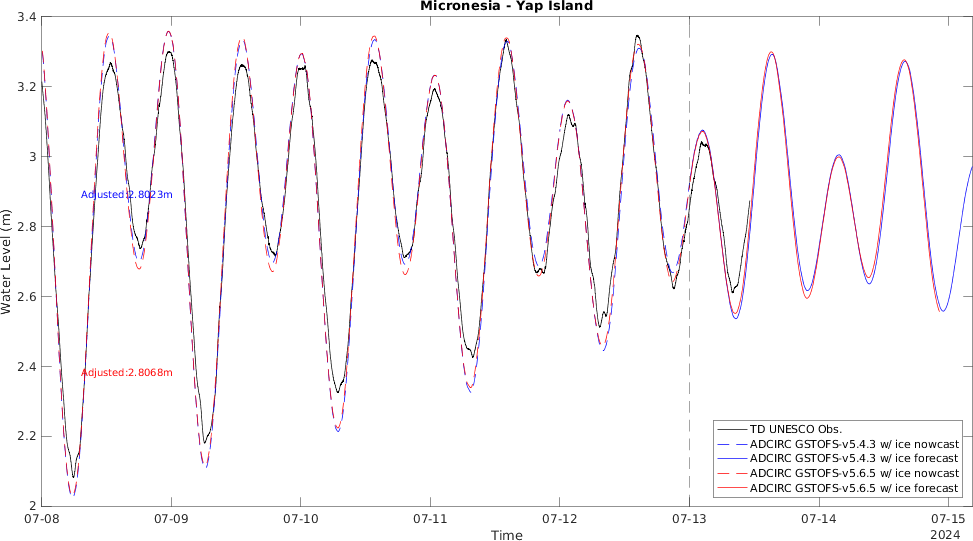 Micronesia - Yap Island
3.4
3.2
3
2.8
2.6
2.4
2.2
2
Water Level (m)
Adjusted:2.8023m
Adjusted:2.8068m
TD UNESCO Obs.
ADCIRC GSTOFS-v5.4.3 w/ ice nowcast
ADCIRC GSTOFS-v5.4.3 w/ ice forecast
ADCIRC GSTOFS-v5.6.5 w/ ice nowcast
ADCIRC GSTOFS-v5.6.5 w/ ice forecast
07-08 07-09 07-10 07-11 07-12 07-13 07-14 07-15
Time
2024